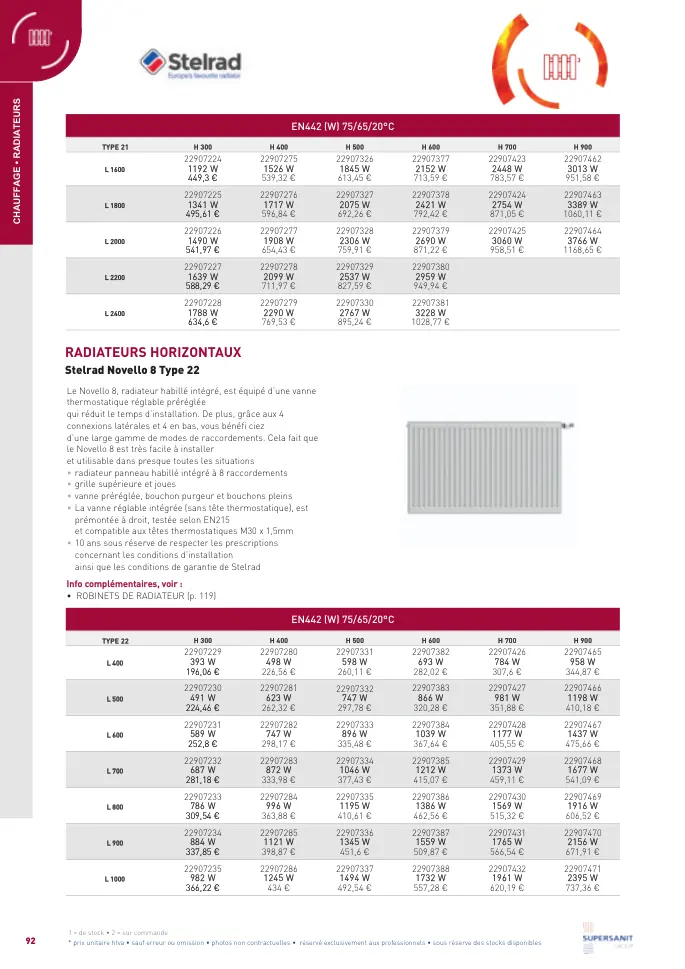 Stelrad
Europe's favourite radiator
CHAUFFAGE • RADIATEURS
EN442 (W) 75/65/20°C
TYPE 21 H 300 H 400 H 500 H 600 H 700 H 900
22907224 22907275 22907326 22907377 22907423 22907462
L 1600 1192 W 1526 W 1845 W 2152 W 2448 W 3013 W
449,3 € 539,32 € 613,45 € 713,59 € 783,57 € 951,58 €
22907225 22907276 22907327 22907378 22907424 22907463
L 1800 1341 W 1717 W 2075 W 2421 W 2754 W 3389 W
495,61 € 596,84 € 692,26 € 792,42 € 871,05 € 1060,11 €
22907226 22907277 22907328 22907379 22907425 22907464
L 2000 1490 W 1908 W 2306 W 2690 W 3060 W 3766 W
541,97 € 654,43 € 759,91 € 871,22 € 958,51 € 1168,65 €
22907227 22907278 22907329 22907380
L 2200 1639 W 2099 W 2537 W 2959 W
588,29 € 711,97 € 827,59 € 949,94 €
22907228 22907279 22907330 22907381
L 2400 1788 W 2290 W 2767 W 3228 W
634,6 € 769,53 € 895,24 € 1028,77 €
RADIATEURS HORIZONTAUX
Stelrad Novello 8 Type 22
Le Novello 8, radiateur habillé intégré, est équipé d'une vanne
thermostatique réglable préréglée
qui réduit le temps d'installation. De plus, grâce aux 4
connexions latérales et 4 en bas, vous bénéfi ciez
d'une large gamme de modes de raccordements. Cela fait que
le Novello 8 est très facile à installer
et utilisable dans presque toutes les situations
• radiateur panneau habillé intégré à 8 raccordements
• grille supérieure et joues
• vanne préréglée, bouchon purgeur et bouchons pleins
• La vanne réglable intégrée (sans tête thermostatique), est
prémontée à droit, testée selon EN215
et compatible aux têtes thermostatiques M30 x 1,5mm
• 10 ans sous réserve de respecter les prescriptions
concernant les conditions d'installation
ainsi que les conditions de garantie de Stelrad
Info complémentaires, voir :
• ROBINETS DE RADIATEUR (p. 119)
EN442 (W) 75/65/20°C
TYPE 22 H 300 H 400 H 500 H 600 H 700 H 900
22907229 22907280 22907331 22907382 22907426 22907465
L 400 393 W 498 W 598 W 693 W 784 W 958 W
196,06 € 226,56 € 260,11 € 282,02 € 307,6 € 344,87 €
22907230 22907281 22907332 22907383 22907427 22907466
L 500 491 W 623 W 747 W 866 W 981 W 1198 W
224,46 € 262,32 € 297,78 € 320,28 € 351,88 € 410,18 €
22907231 22907282 22907333 22907384 22907428 22907467
L 600 589 W 747 W 896 W 1039 W 1177 W 1437 W
252,8 € 298,17 € 335,48 € 367,64 € 405,55 € 475,66 €
22907232 22907283 22907334 22907385 22907429 22907468
L 700 687 W 872 W 1046 W 1212 W 1373 W 1677 W
281,18 € 333,98 € 377,43 € 415,07 € 459,11 € 541,09 €
22907233 22907284 22907335 22907386 22907430 22907469
L 800 786 W 996 W 1195 W 1386 W 1569 W 1916 W
309,54 € 363,88 € 410,61 € 462,56 € 515,32 € 606,52 €
22907234 22907285 22907336 22907387 22907431 22907470
L 900 884 W 1121 W 1345 W 1559 W 1765 W 2156 W
337,85 € 398,87 € 451,6 € 509,87 € 566,54 € 671,91 €
22907235 22907286 22907337 22907388 22907432 22907471
L 1000 982 W 1245 W 1494 W 1732 W 1961 W 2395 W
366,22 € 434 € 492,54 € 557,28 € 620,19 € 737,36 €
1 = de stock • 2 = sur commande
92 * prix unitaire htva • sauf erreur ou omission • photos non contractuelles • réservé exclusivement aux professionnels • sous réserve des stocks disponibles
SUPERSANIT
GROUP